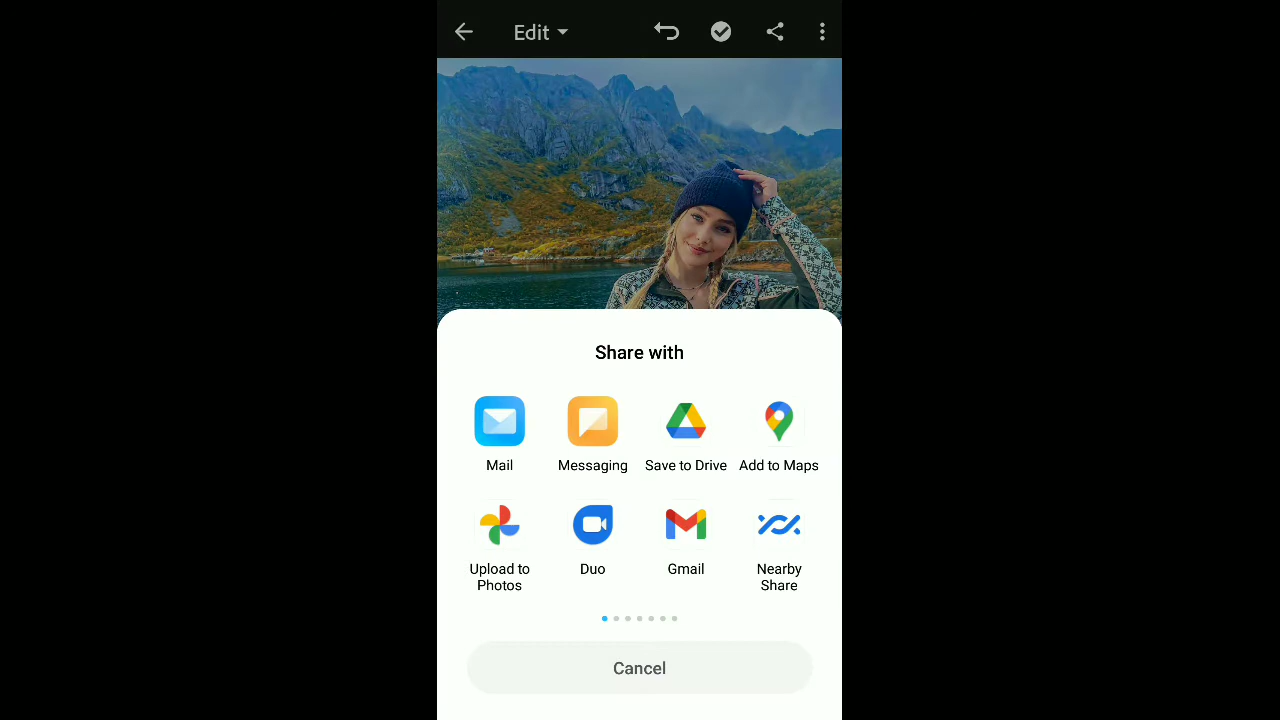 Edit
Share with
Mail
Messaging
Save to Drive
Add to Maps
Upload to
Photos
Duo
Gmail
Nearby
Share
Cancel